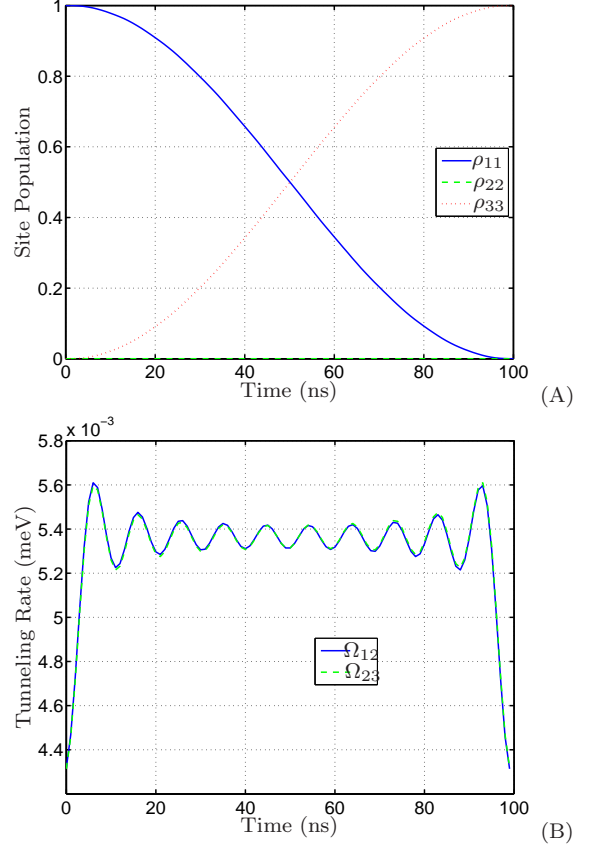 1
0.8
0.6
0.4
0.2
0
Site Population
ρ11
ρ22
ρ33
0 20 40 60 80 100
Time (ns)
(A)
x 10⁻³
5.8
5.6
5.4
5.2
5
4.8
4.6
4.4
Tunneling Rate (meV)
Ω12
Ω23
0 20 40 60 80 100
Time (ns)
(B)